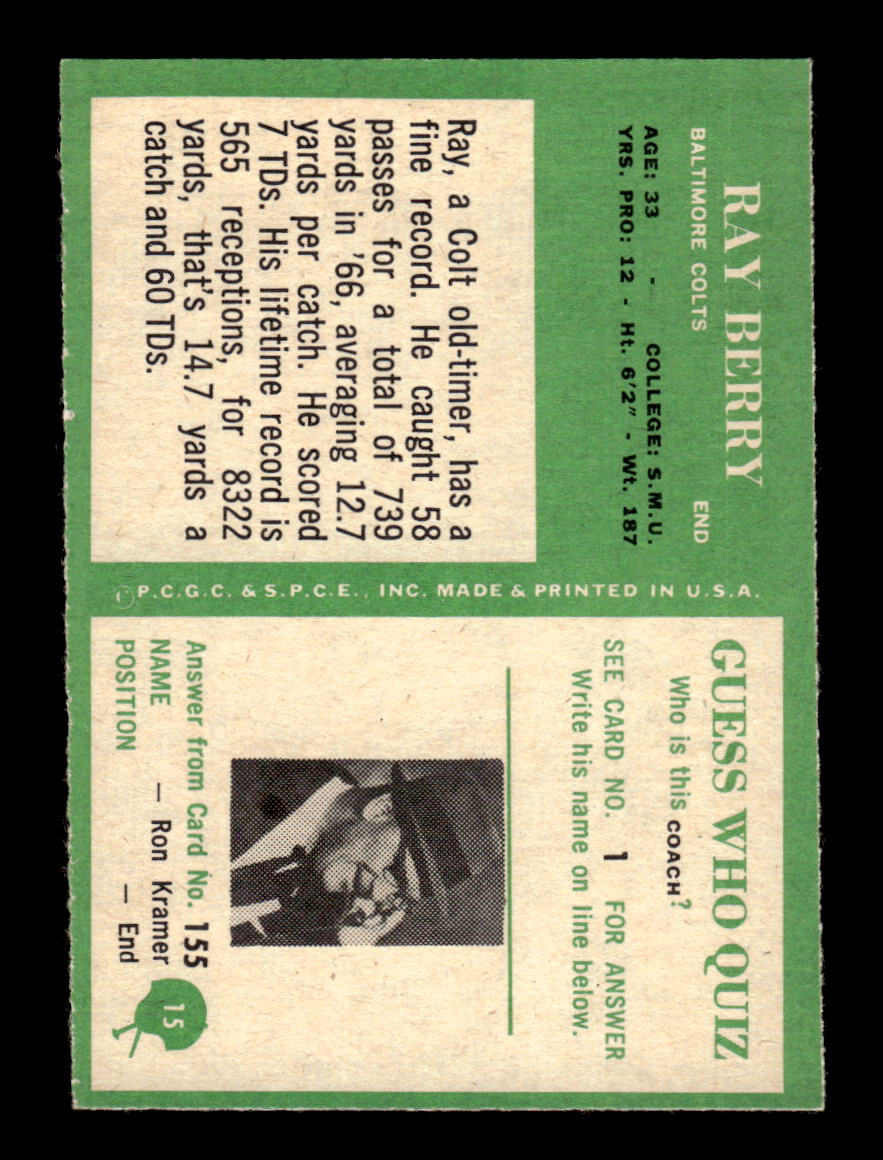 RAY BERRY
BALTIMORE COLTS END
AGE: 33 - COLLEGE: S.M.U.
YRS. PRO: 12 - Ht. 6'2" - Wt. 187
Ray, a Colt old-timer, has a
fine record. He caught 58
passes for a total of 739
yards in '66, averaging 12.7
yards per catch. He scored
7 TDs. His lifetime record is
565 receptions, for 8322
yards, that's 14.7 yards a
catch and 60 TDs.
©P.C.G.C. & S.P.C.E., INC. MADE & PRINTED IN U.S.A.
GUESS WHO QUIZ
Who is this COACH?
SEE CARD NO. 1 FOR ANSWER
Write his name on line below.
Answer from Card No. 155
NAME — Ron Kramer
POSITION — End
15